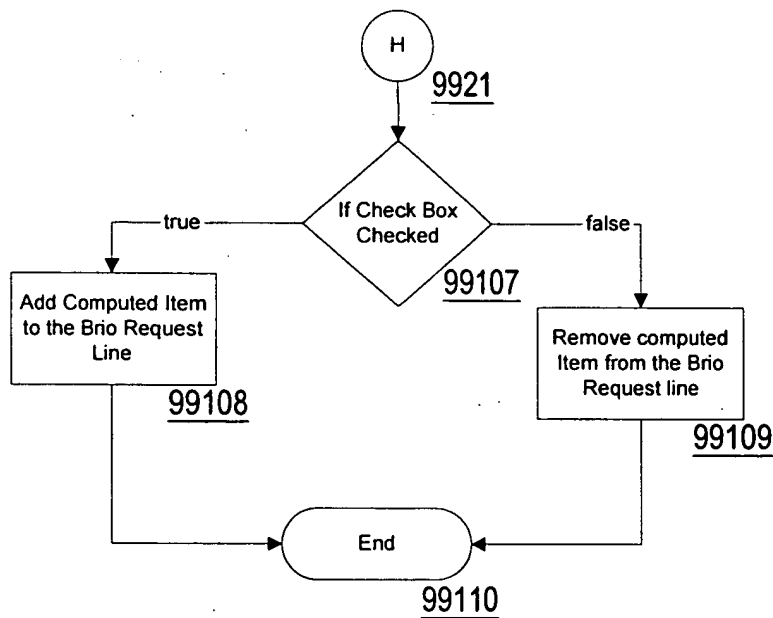 H
9921
If Check Box
Checked
99107
true
false
Add Computed Item
to the Brio Request
Line
99108
Remove computed
Item from the Brio
Request line
99109
End
99110